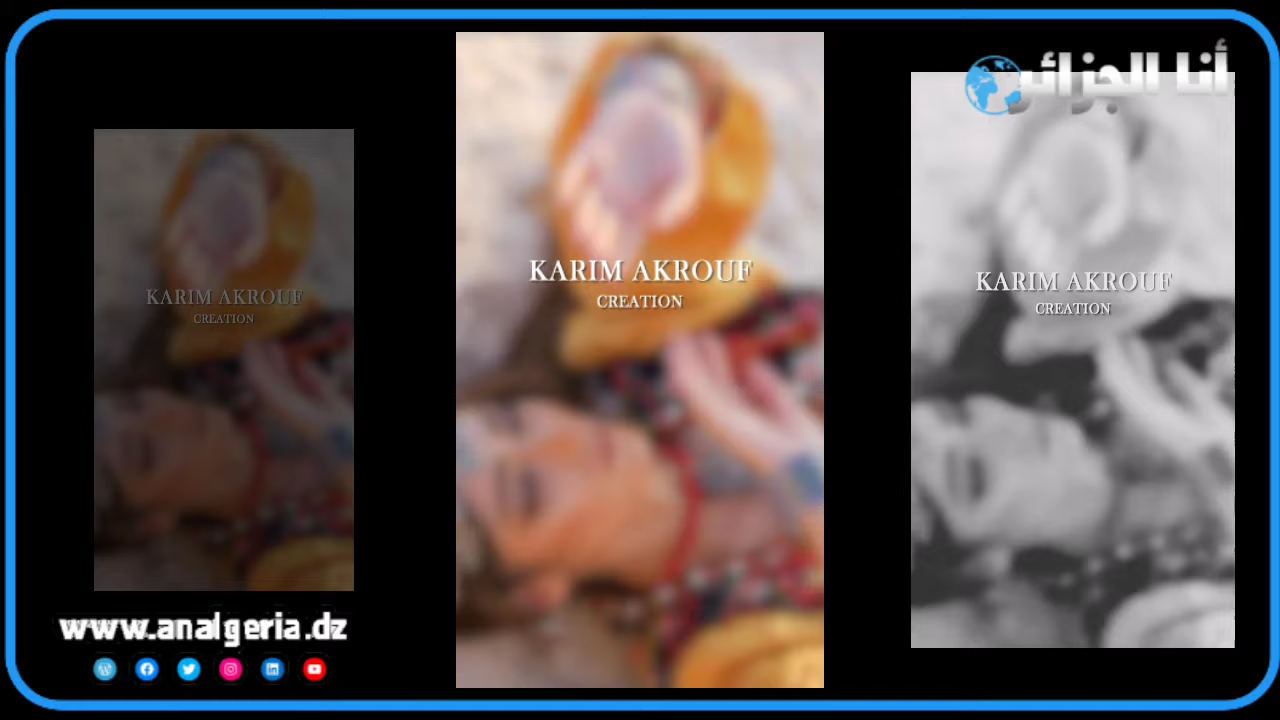 أنا الجزائر
KARIM AKROUF
CREATION
KARIM AKROUF
CREATION
KARIM AKROUF
CREATION
www.analgeria.dz